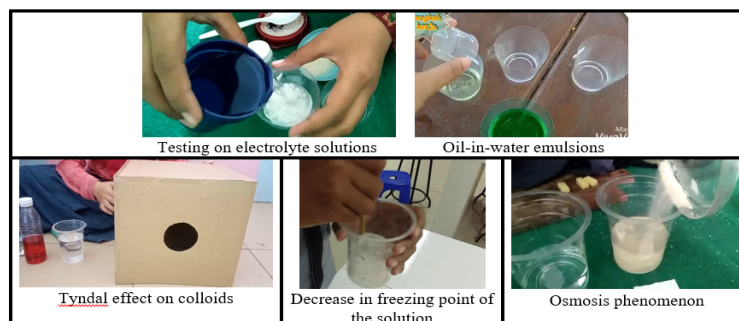 Testing on electrolyte solutions
Oil-in-water emulsions
Tyndal effect on colloids
Decrease in freezing point of
the solution
Osmosis phenomenon